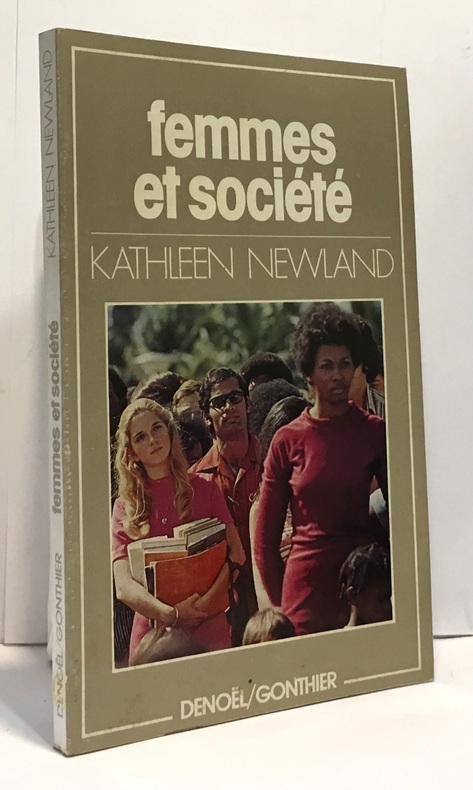 femmes
et société
KATHLEEN NEWLAND
DENOËL/GONTHIER
KATHLEEN NEWLAND
femmes et société
DENOËL/GONTHIER